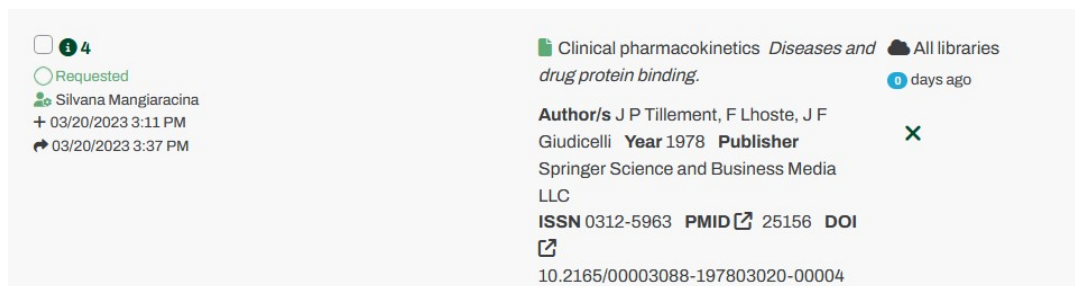 4
Requested
Silvana Mangiaracina
03/20/2023 3:11 PM
03/20/2023 3:37 PM
Clinical pharmacokinetics Diseases and
drug protein binding.
Author/s J P Tillement, F Lhoste, J F
Giudicelli Year 1978 Publisher
Springer Science and Business Media
LLC
ISSN 0312-5963 PMID 25156 DOI
10.2165/00003088-197803020-00004
All libraries
0 days ago